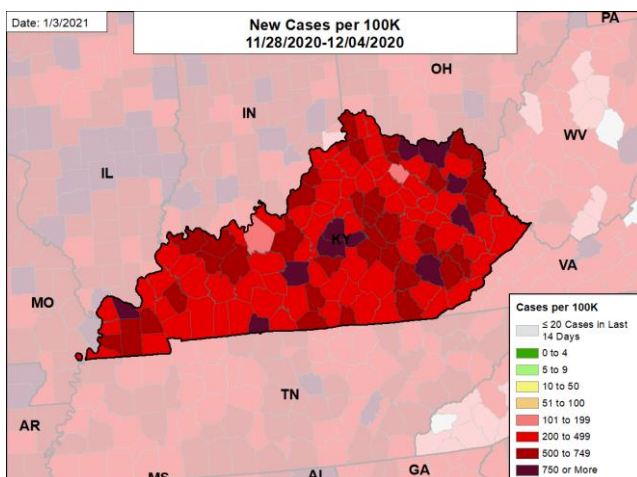 Date: 1/3/2021
New Cases per 100K
11/28/2020-12/04/2020
PA
OH
IN
WV
IL
KY
VA
MO
TN
AR
MS
AL
GA
Cases per 100K
≤ 20 Cases in Last
14 Days
0 to 4
5 to 9
10 to 50
51 to 100
101 to 199
200 to 499
500 to 749
750 or More